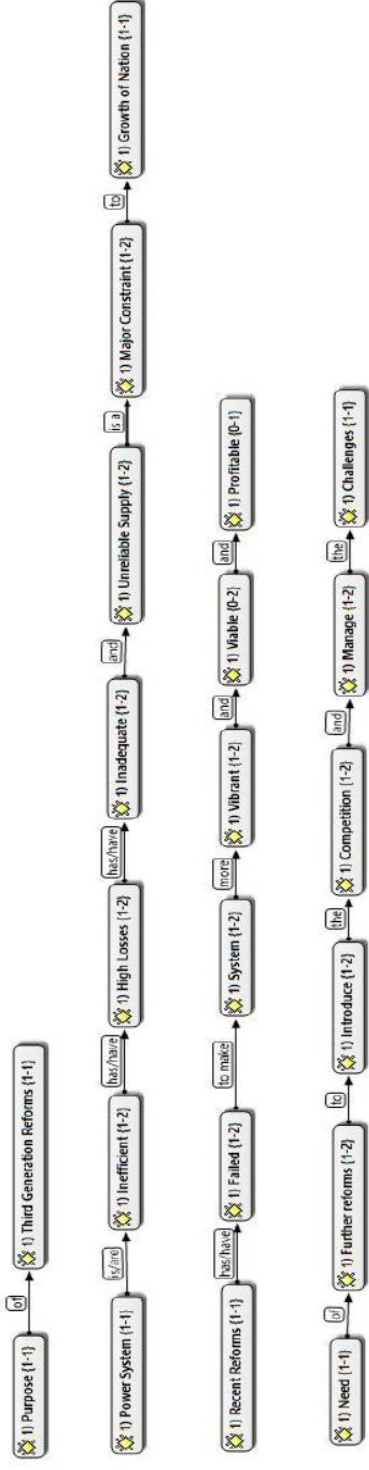 1) Purpose {1-1} of 1) Third Generation Reforms {1-1}
1) Power System {1-1} is/are 1) Inefficient {1-2} has/have 1) High Losses {1-2} has/have 1) Inadequate {1-2} and 1) Unreliable Supply {1-2} is a 1) Major Constraint {1-2} to 1) Growth of Nation {1-1}
1) Recent Reforms {1-1} has/have 1) Failed {1-2} to make 1) System {1-2} more 1) Vibrant {1-2} and 1) Viable {0-2} and 1) Profitable {0-1}
1) Need {1-1} of 1) Further reforms {1-2} to 1) Introduce {1-2} the 1) Competition {1-2} and 1) Manage {1-2} the 1) Challenges {1-1}